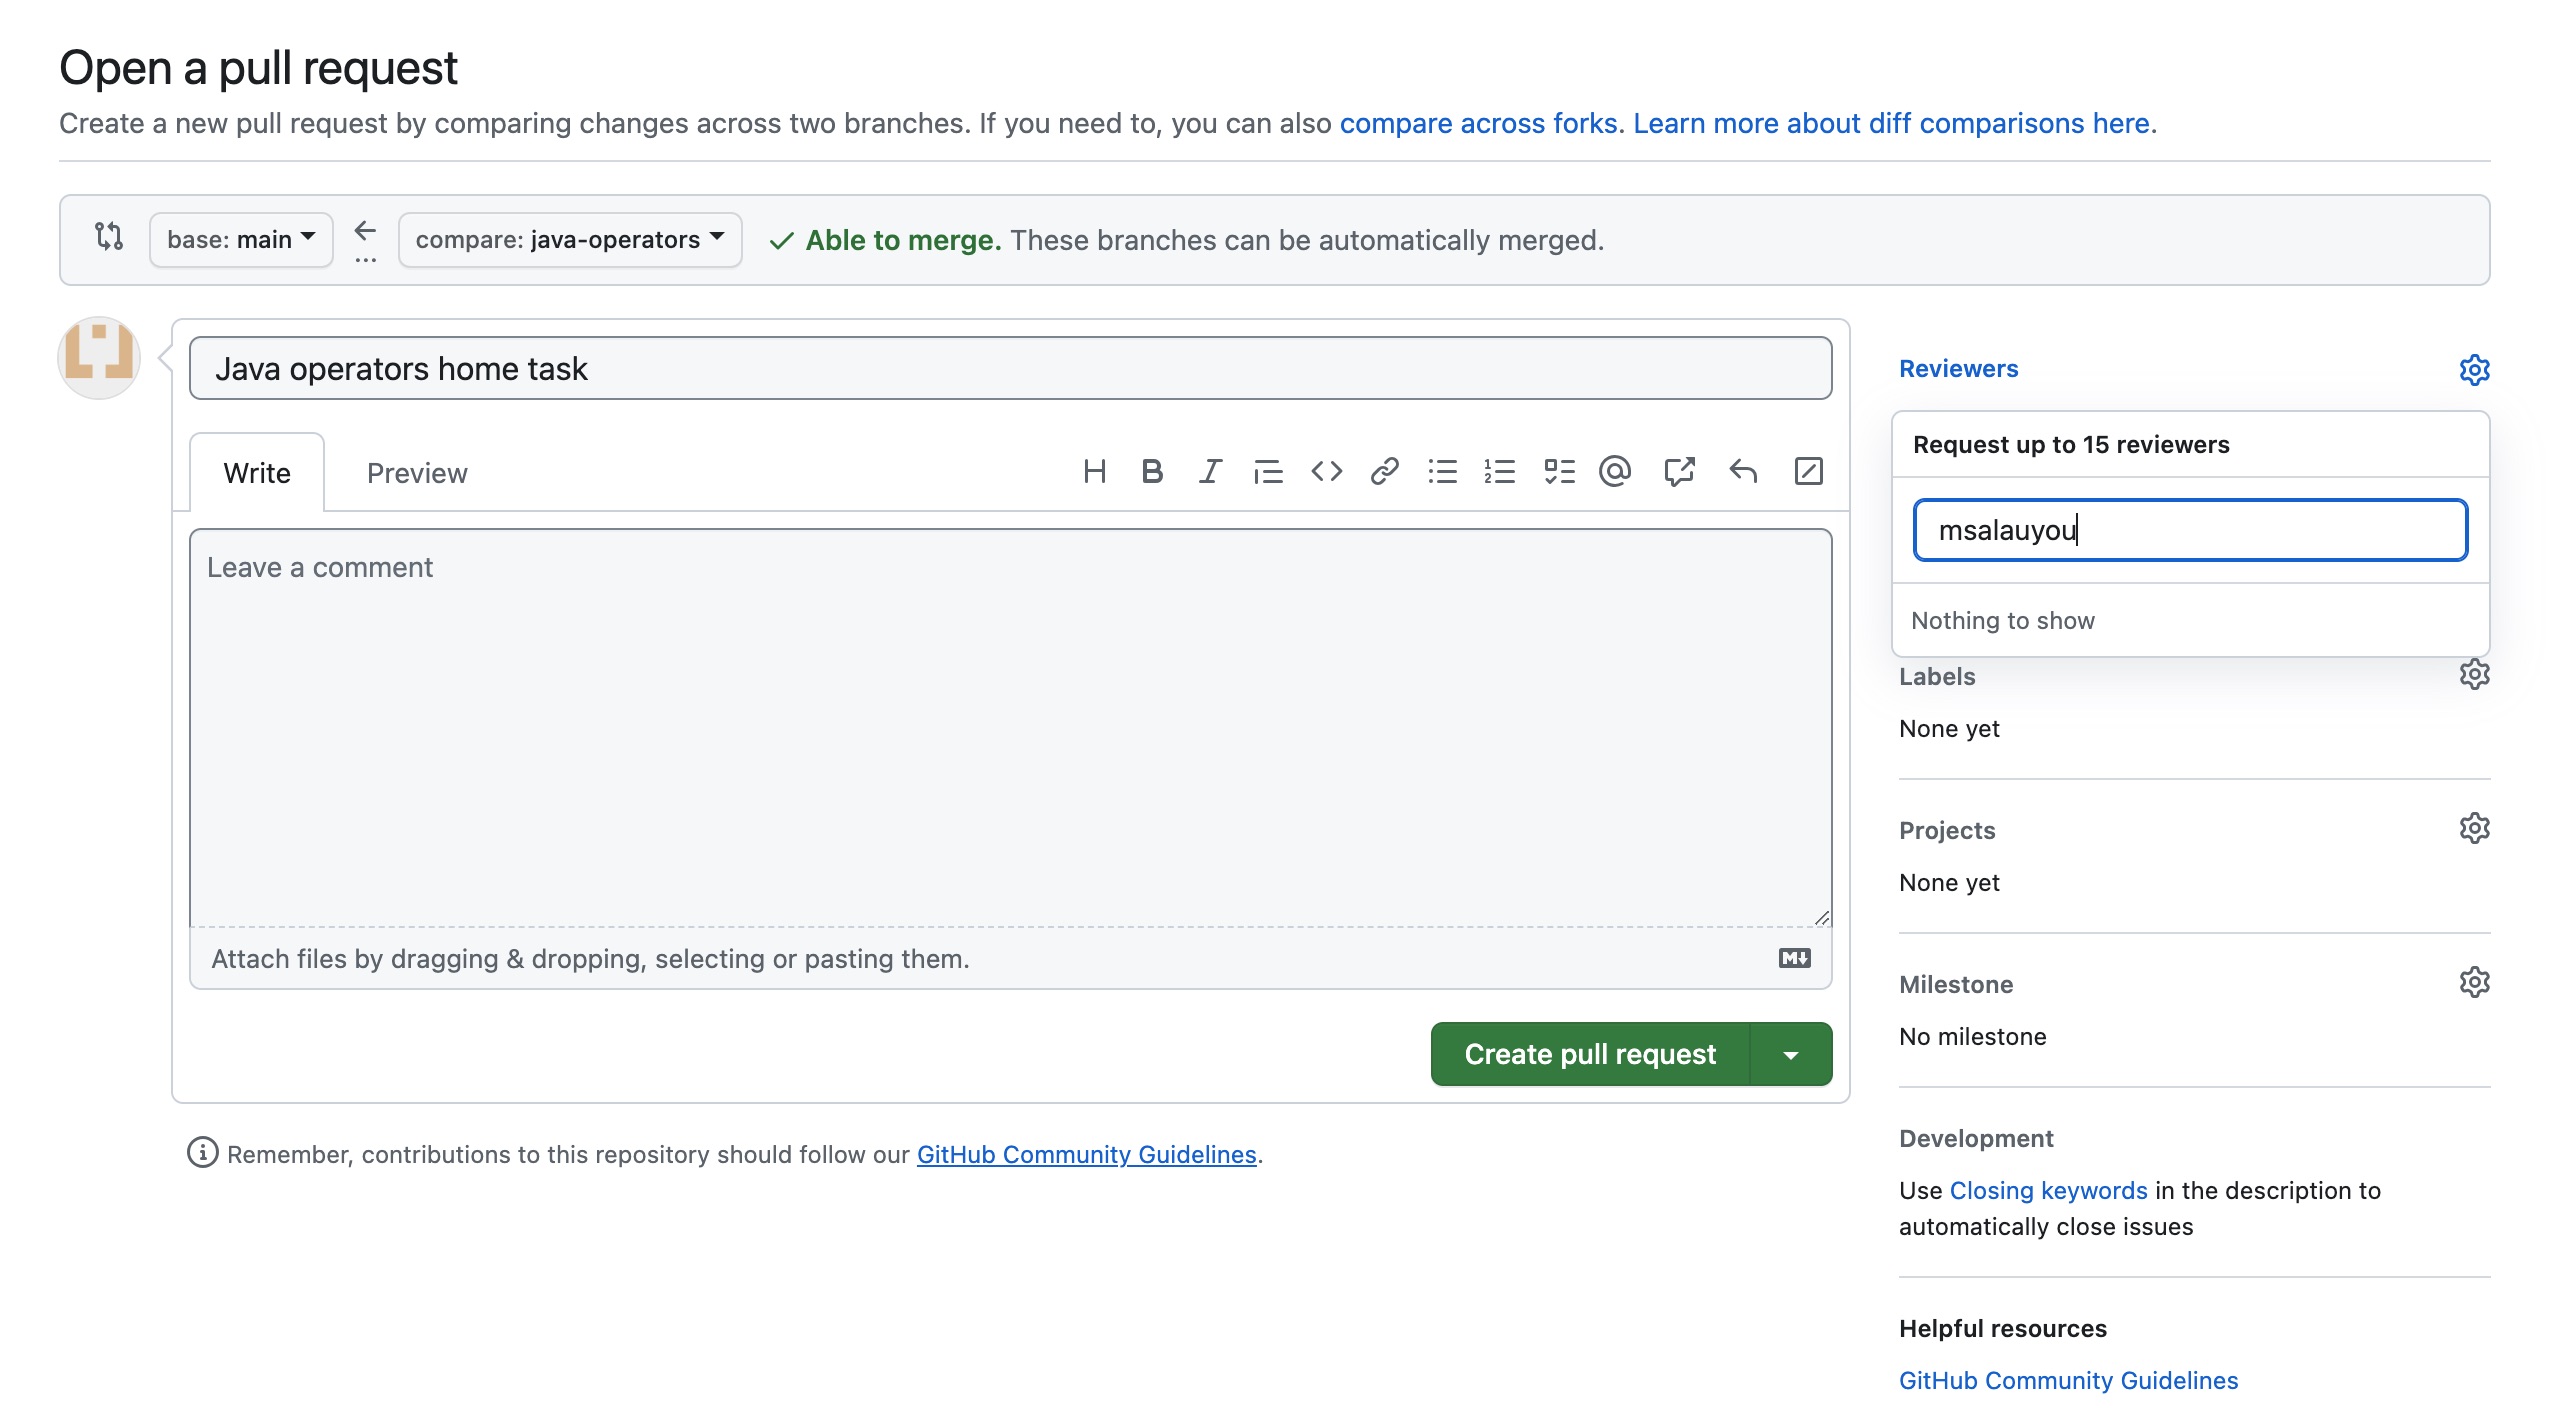 Open a pull request
Create a new pull request by comparing changes across two branches. If you need to, you can also compare across forks. Learn more about diff comparisons here.
base: main
...
compare: java-operators
Able to merge. These branches can be automatically merged.
Java operators home task
Write
Preview
Leave a comment
Attach files by dragging & dropping, selecting or pasting them.
Create pull request
Remember, contributions to this repository should follow our GitHub Community Guidelines.
Reviewers
Request up to 15 reviewers
msalauyou
Nothing to show
Labels
None yet
Projects
None yet
Milestone
No milestone
Development
Use Closing keywords in the description to
automatically close issues
Helpful resources
GitHub Community Guidelines